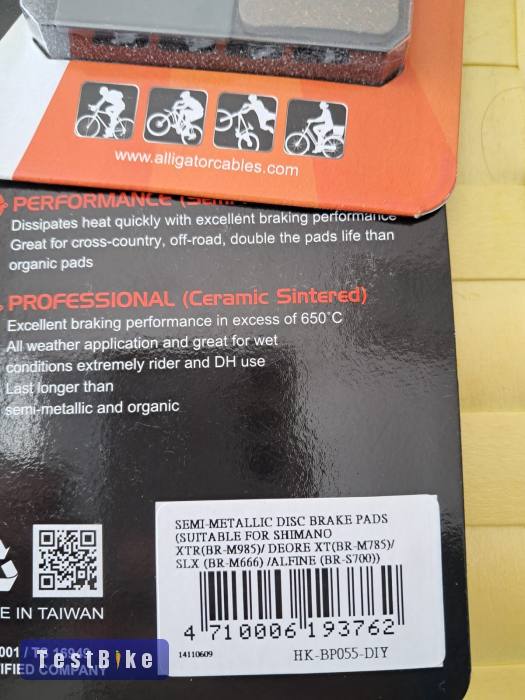 www.alligatorcables.com
PERFORMANCE (Semi-
Dissipates heat quickly with excellent braking performance
Great for cross-country, off-road, double the pads life than
organic pads
PROFESSIONAL (Ceramic Sintered)
Excellent braking performance in excess of 650°C
All weather application and great for wet
conditions extremely rider and DH use
Last longer than
semi-metallic and organic
SEMI-METALLIC DISC BRAKE PADS
(SUITABLE FOR SHIMANO
XTR(BR-M985)/ DEORE XT(BR-M785)/
SLX (BR-M666) /ALFINE (BR-S700))
4 710006 193762
14110609 HK-BP055-DIY
E IN TAIWAN
001 / TS 16949
IFIED COMPANY
TestBike